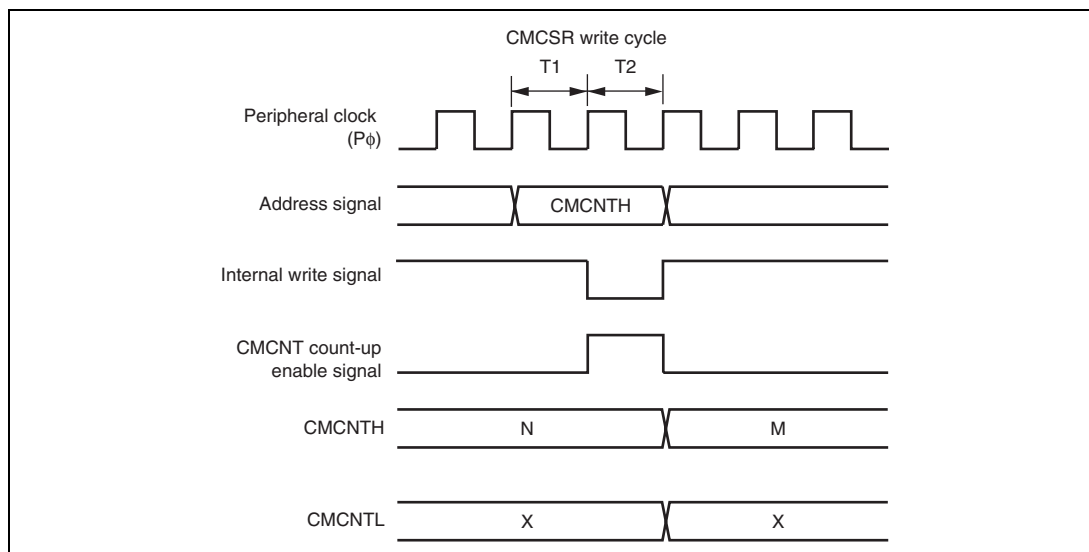 CMCSR write cycle
T1 T2
Peripheral clock
(Pϕ)
Address signal CMCNTH
Internal write signal
CMCNT count-up
enable signal
CMCNTH N M
CMCNTL X X